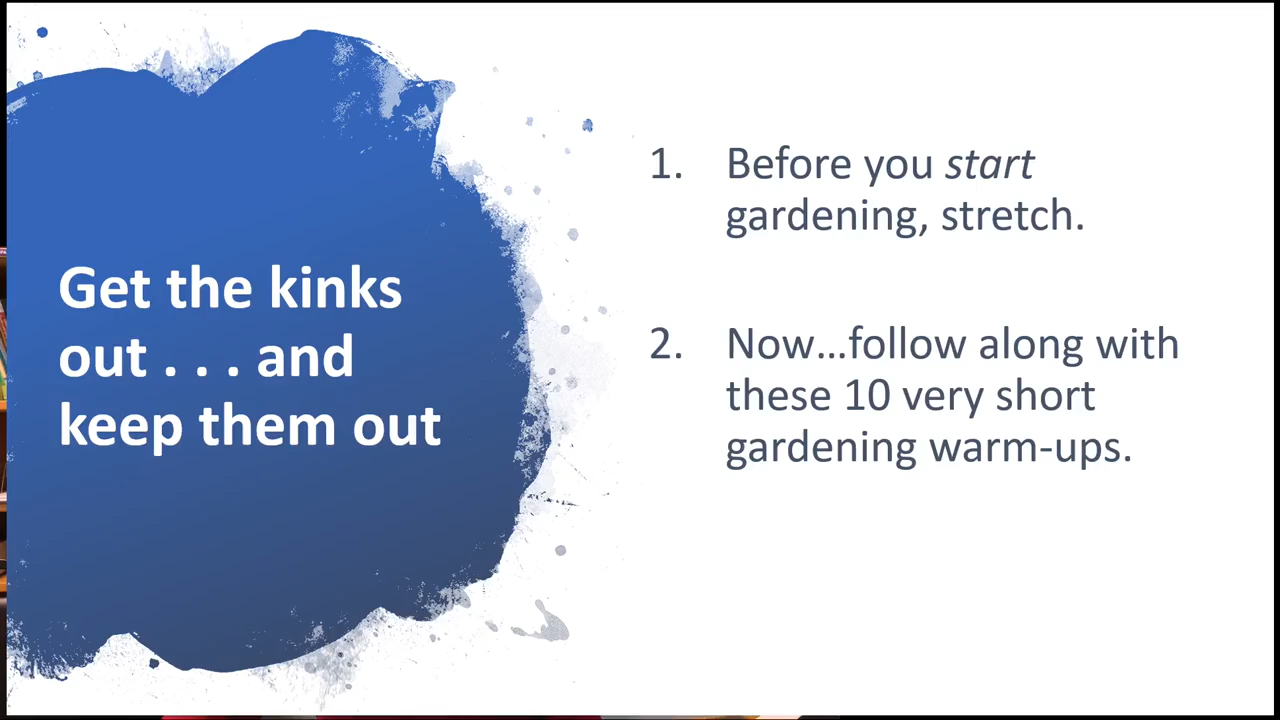 Get the kinks
out . . . and
keep them out
1. Before you start
gardening, stretch.
2. Now...follow along with
these 10 very short
gardening warm-ups.